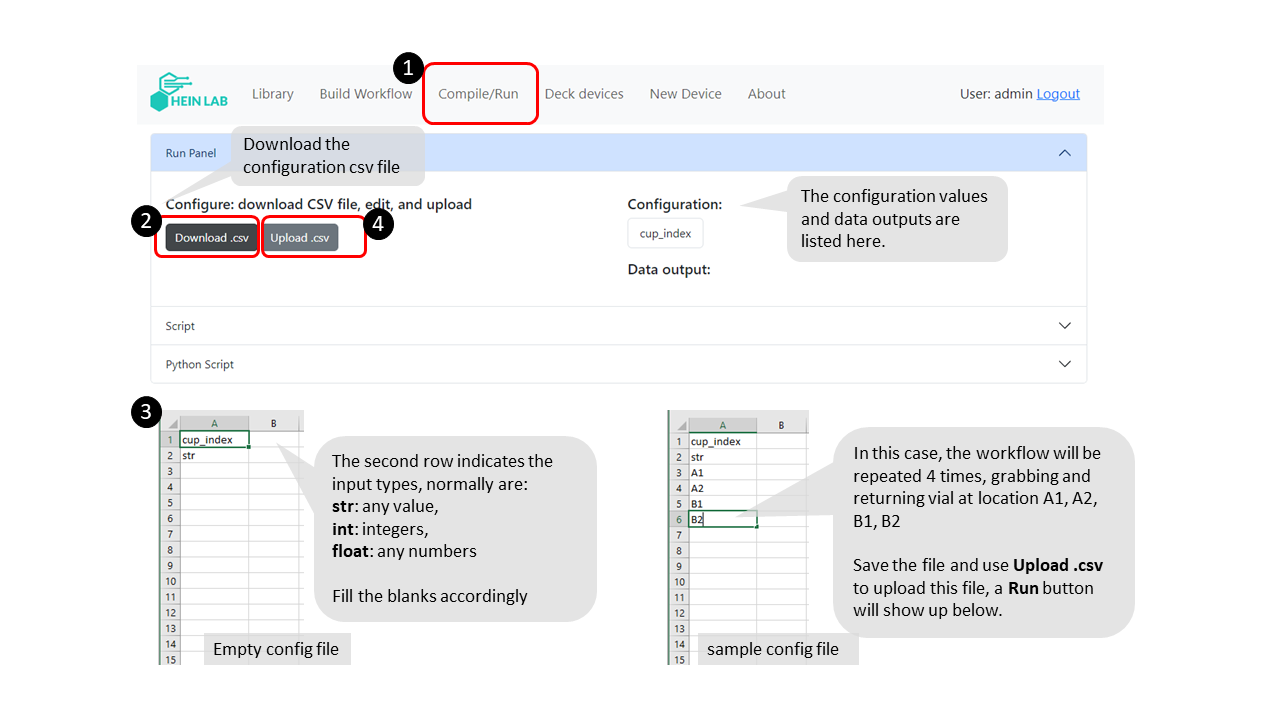 1
HEIN LAB
Library
Build Workflow
Compile/Run
Deck devices
New Device
About
User: admin Logout
Run Panel
Download the
configuration csv file
Configure: download CSV file, edit, and upload
2
Download .csv
Upload .csv
4
Configuration:
cup_index
Data output:
The configuration values
and data outputs are
listed here.
Script
Python Script
3
A
B
1
cup_index
2
str
3
4
5
6
7
8
9
10
11
12
13
14
15
The second row indicates the
input types, normally are:
str: any value,
int: integers,
float: any numbers
Fill the blanks accordingly
Empty config file
A
B
1
cup_index
2
str
3
A1
4
A2
5
B1
6
B2
7
8
9
10
11
12
13
14
15
In this case, the workflow will be
repeated 4 times, grabbing and
returning vial at location A1, A2,
B1, B2
Save the file and use Upload .csv
to upload this file, a Run button
will show up below.
sample config file